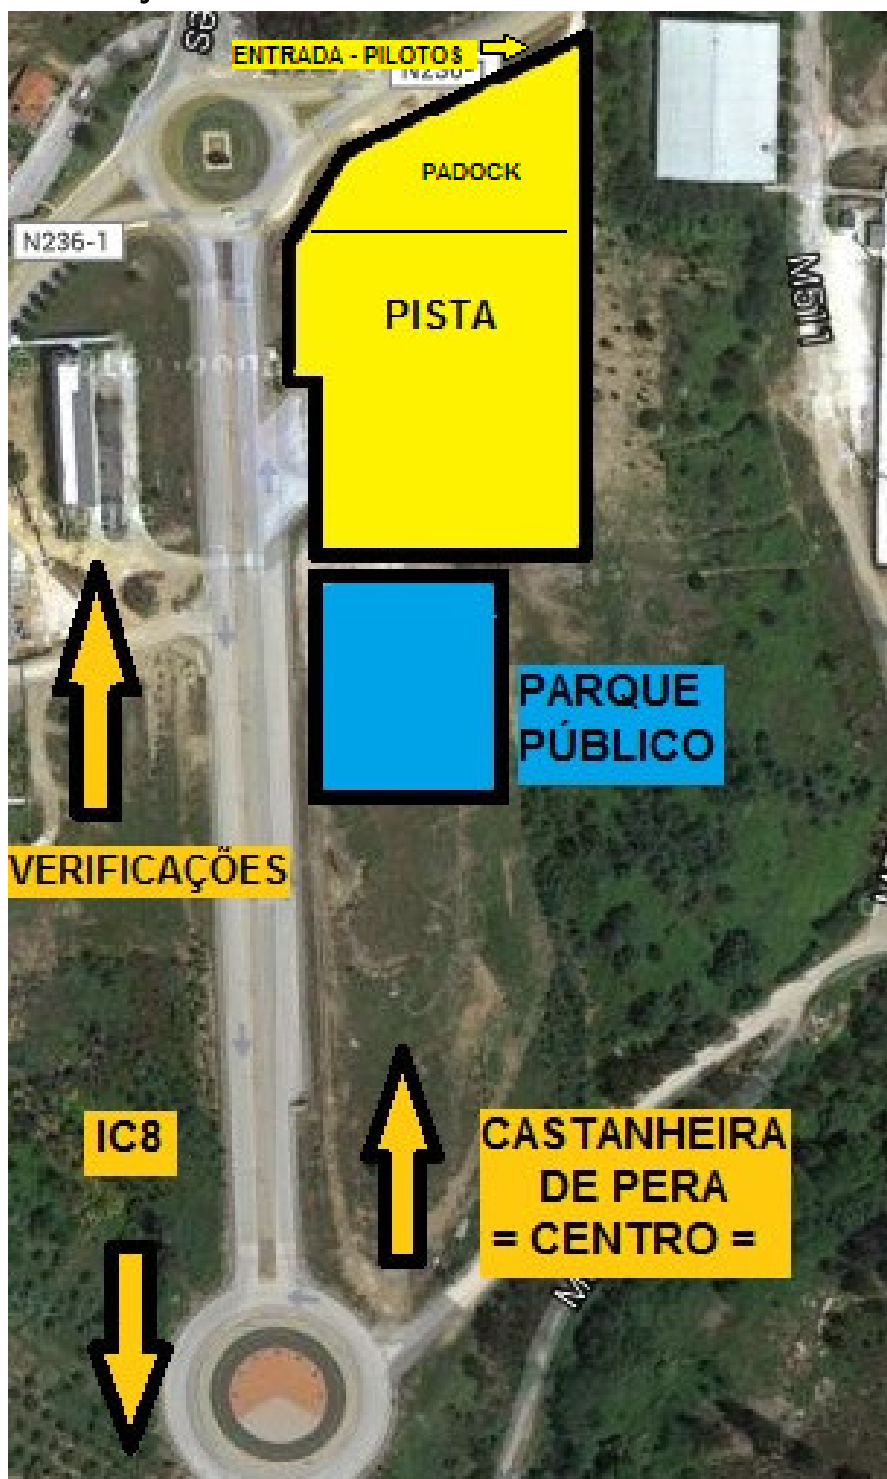 ENTRADA - PILOTOS
PADOCK
N236-1
PISTA
M511
PARQUE
PÚBLICO
VERIFICAÇÕES
IC8
CASTANHEIRA
DE PERA
= CENTRO =